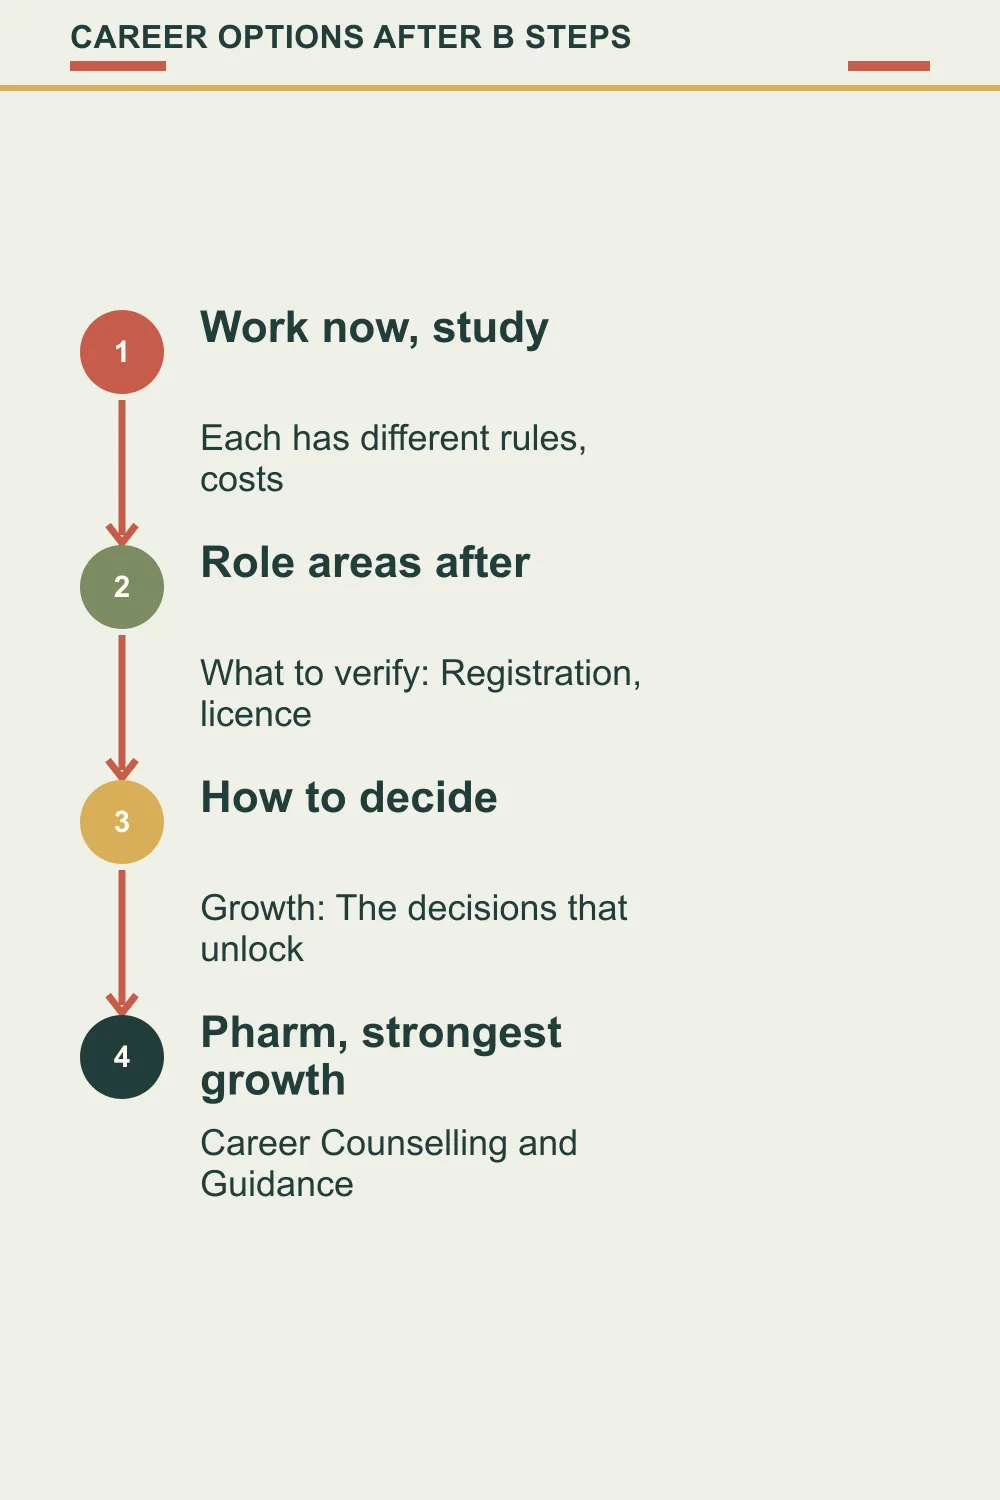 CAREER OPTIONS AFTER B STEPS
1
Work now, study
Each has different rules,
costs
2
Role areas after
What to verify: Registration,
licence
3
How to decide
Growth: The decisions that
unlock
4
Pharm, strongest
growth
Career Counselling and
Guidance